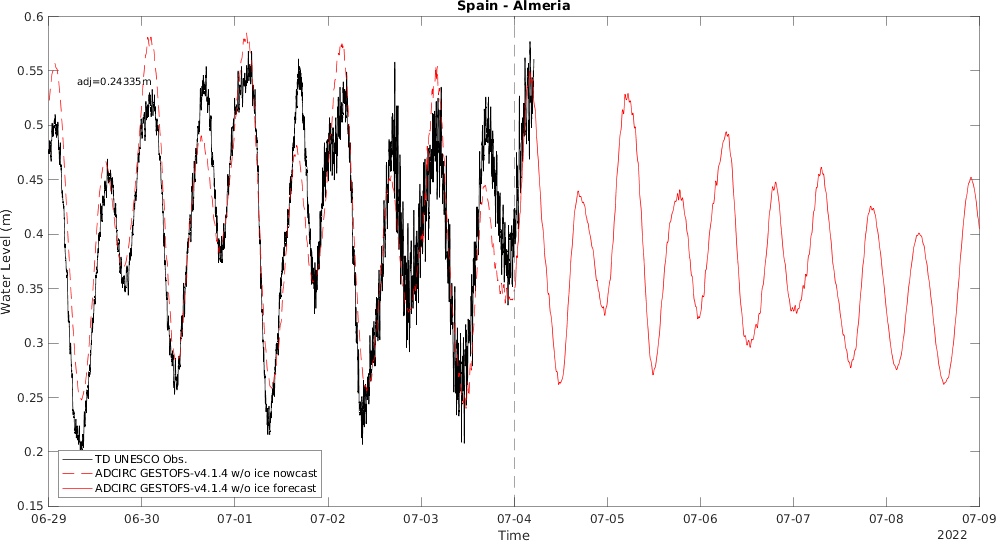 Spain - Almeria
0.6
0.55
0.5
0.45
0.4
0.35
0.3
0.25
0.2
0.15
Water Level (m)
adj=0.24335m
TD UNESCO Obs.
ADCIRC GESTOFS-v4.1.4 w/o ice nowcast
ADCIRC GESTOFS-v4.1.4 w/o ice forecast
06-29 06-30 07-01 07-02 07-03 07-04 07-05 07-06 07-07 07-08 07-09
Time
2022